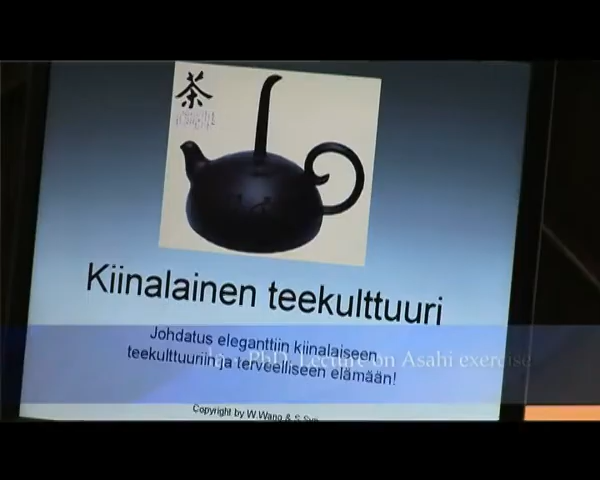 茶
Kiinalainen teekulttuuri
Johdatus eleganttiin kiinalaiseen
teekulttuuriin ja terveelliseen elämään!
PhD, Lecture on Asahi exercise
Copyright by W.Wang & S.